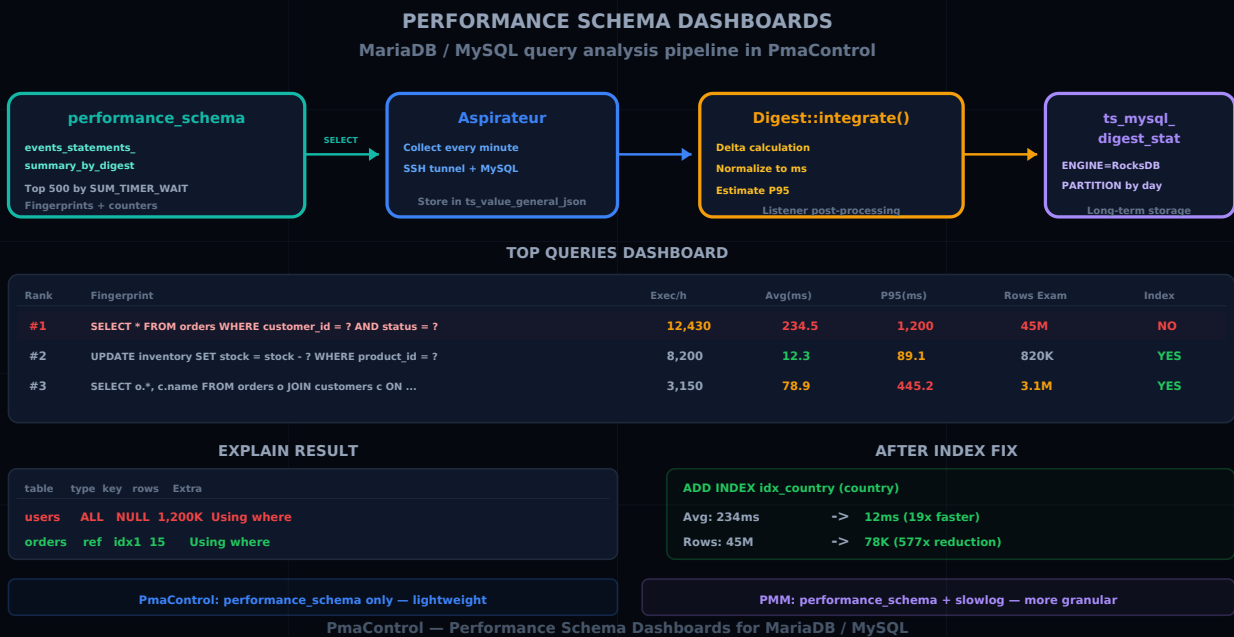 PERFORMANCE SCHEMA DASHBOARDS
MariaDB / MySQL query analysis pipeline in PmaControl
performance_schema
events_statements_
summary_by_digest
Top 500 by SUM_TIMER_WAIT
Fingerprints + counters
SELECT
Aspirateur
Collect every minute
SSH tunnel + MySQL
Store in ts_value_general_json
Digest::integrate()
Delta calculation
Normalize to ms
Estimate P95
Listener post-processing
ts_mysql_
digest_stat
ENGINE=RocksDB
PARTITION by day
Long-term storage
TOP QUERIES DASHBOARD
Rank Fingerprint Exec/h Avg(ms) P95(ms) Rows Exam Index
#1 SELECT * FROM orders WHERE customer_id = ? AND status = ? 12,430 234.5 1,200 45M NO
#2 UPDATE inventory SET stock = stock - ? WHERE product_id = ? 8,200 12.3 89.1 820K YES
#3 SELECT o.*, c.name FROM orders o JOIN customers c ON ... 3,150 78.9 445.2 3.1M YES
EXPLAIN RESULT
table type key rows Extra
users ALL NULL 1,200K Using where
orders ref idx1 15 Using where
AFTER INDEX FIX
ADD INDEX idx_country (country)
Avg: 234ms -> 12ms (19x faster)
Rows: 45M -> 78K (577x reduction)
PmaControl: performance_schema only — lightweight
PMM: performance_schema + slowlog — more granular
PmaControl — Performance Schema Dashboards for MariaDB / MySQL